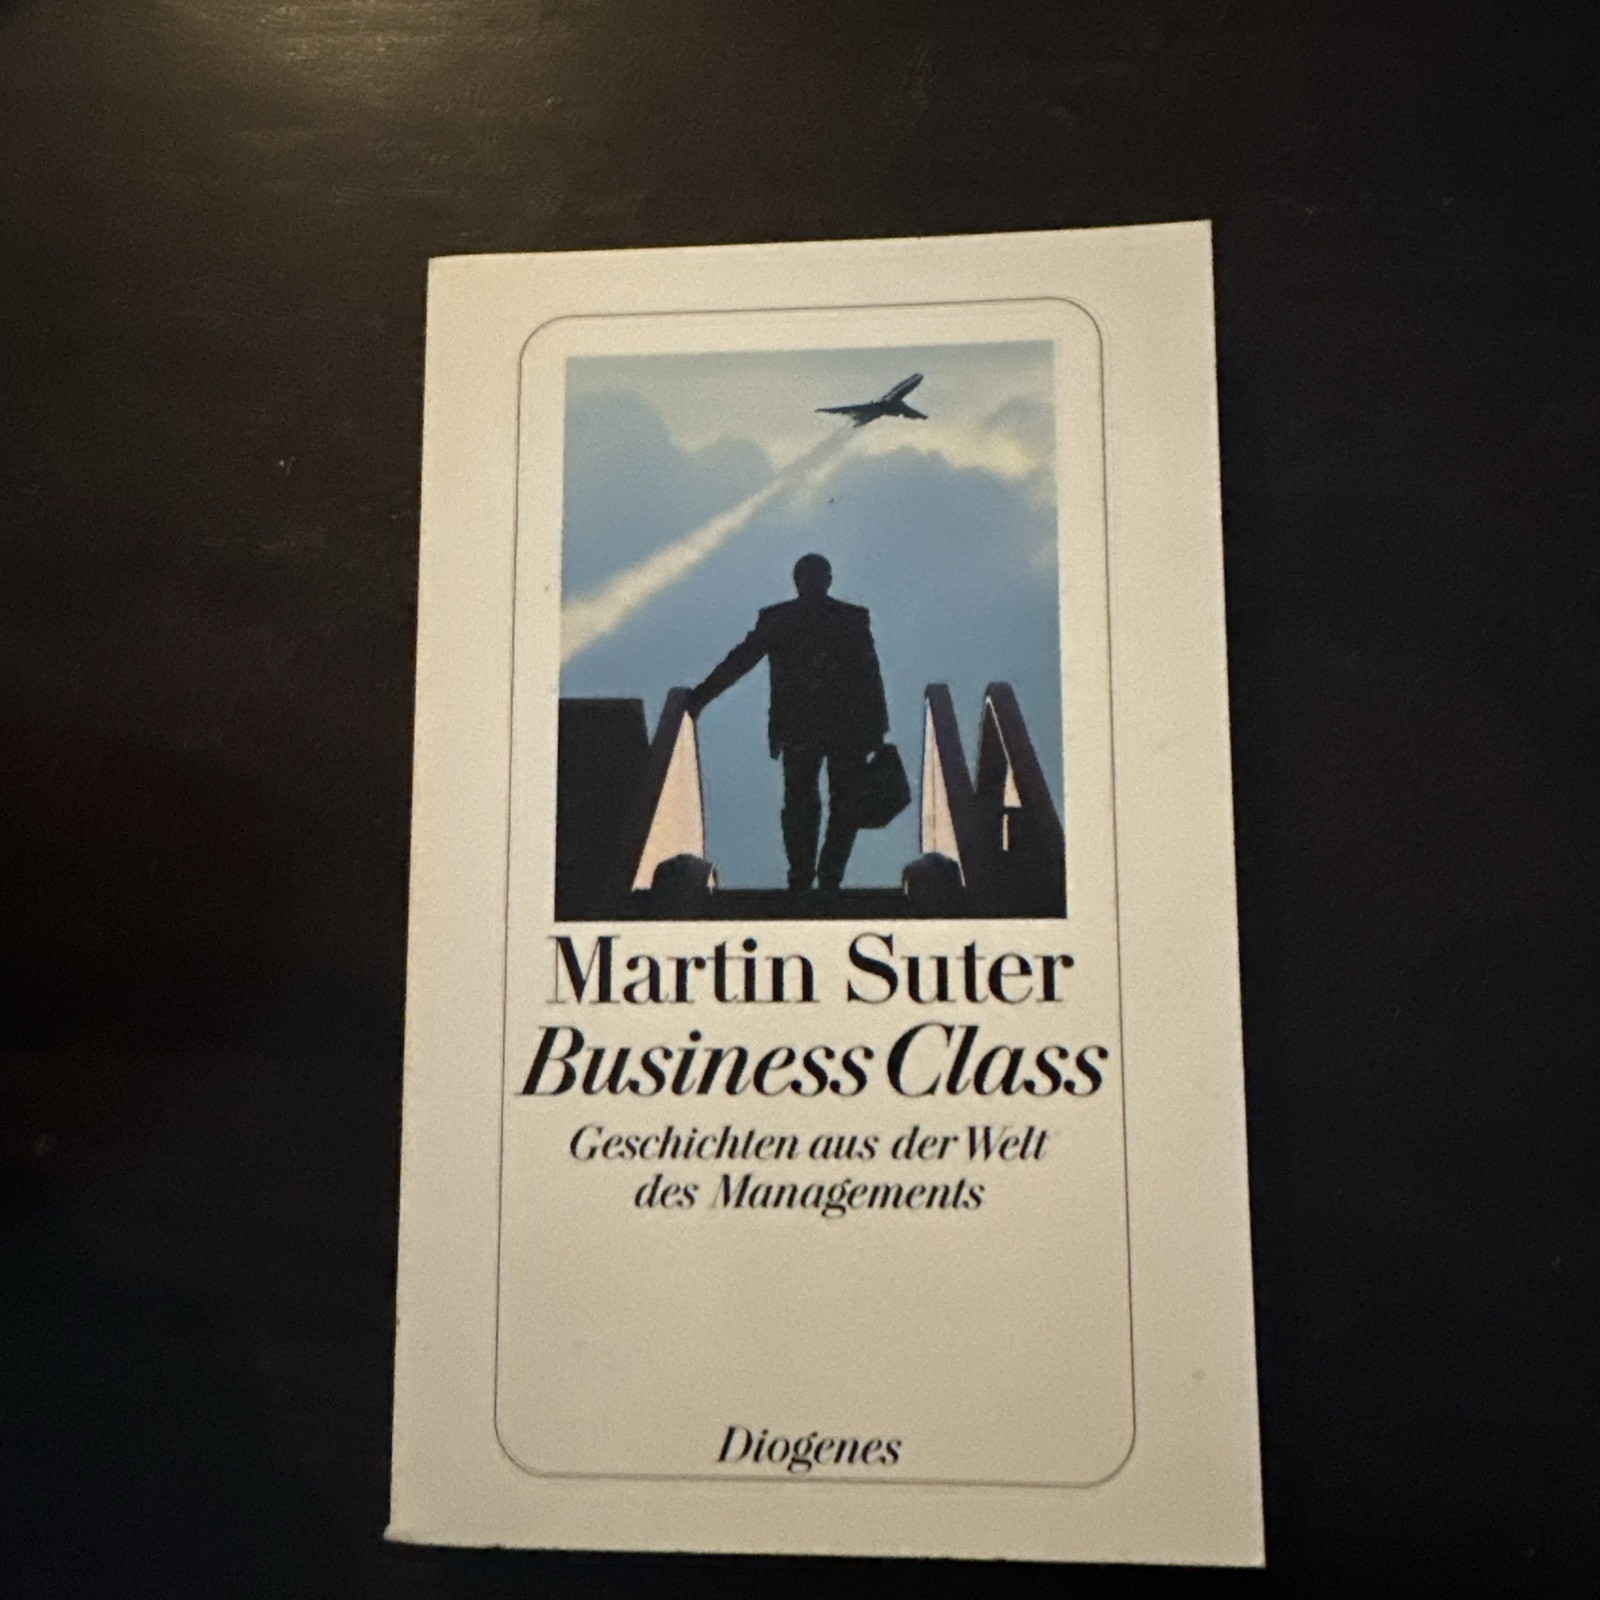 Martin Suter
Business Class
Geschichten aus der Welt
des Managements
Diogenes